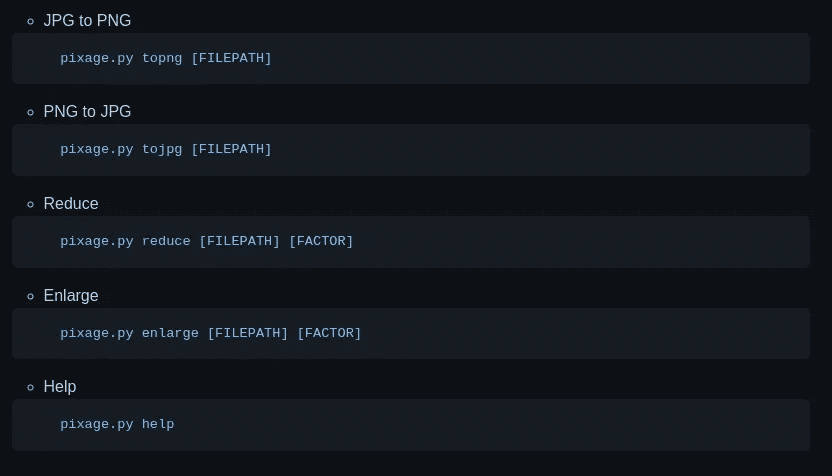 JPG to PNG
pixage.py topng [FILEPATH]
PNG to JPG
pixage.py tojpg [FILEPATH]
Reduce
pixage.py reduce [FILEPATH] [FACTOR]
Enlarge
pixage.py enlarge [FILEPATH] [FACTOR]
Help
pixage.py help